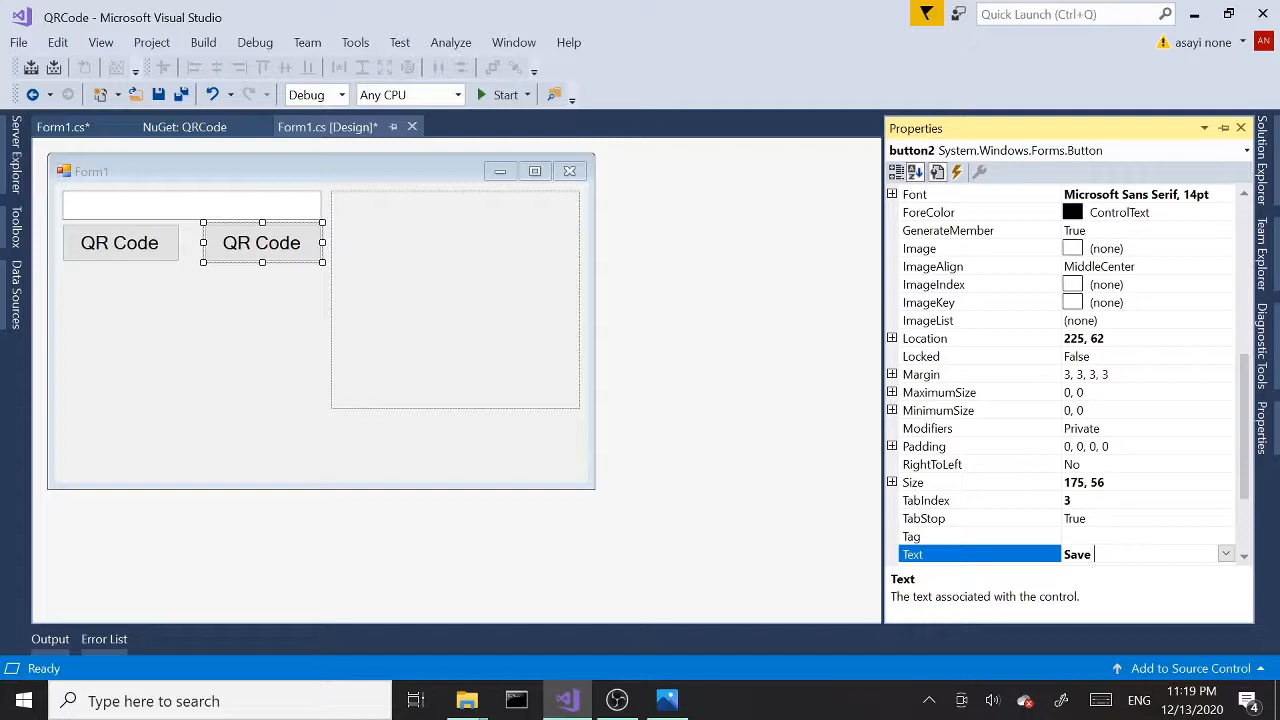 QRCode - Microsoft Visual Studio
Quick Launch (Ctrl+Q)
File Edit View Project Build Debug Team Tools Test Analyze Window Help
asayi none AN
Debug Any CPU Start
Form1.cs* NuGet: QRCode Form1.cs [Design]*
Server Explorer
Toolbox
Data Sources
Form1
QR Code QR Code
Properties
button2 System.Windows.Forms.Button
Font Microsoft Sans Serif, 14pt
ForeColor ControlText
GenerateMember True
Image (none)
ImageAlign MiddleCenter
ImageIndex (none)
ImageKey (none)
ImageList (none)
Location 225, 62
Locked False
Margin 3, 3, 3, 3
MaximumSize 0, 0
MinimumSize 0, 0
Modifiers Private
Padding 0, 0, 0, 0
RightToLeft No
Size 175, 56
TabIndex 3
TabStop True
Tag
Text Save
Text
The text associated with the control.
Solution Explorer
Team Explorer
Diagnostic Tools
Properties
Output Error List
Ready Add to Source Control
Type here to search
ENG
11:19 PM
12/13/2020
4